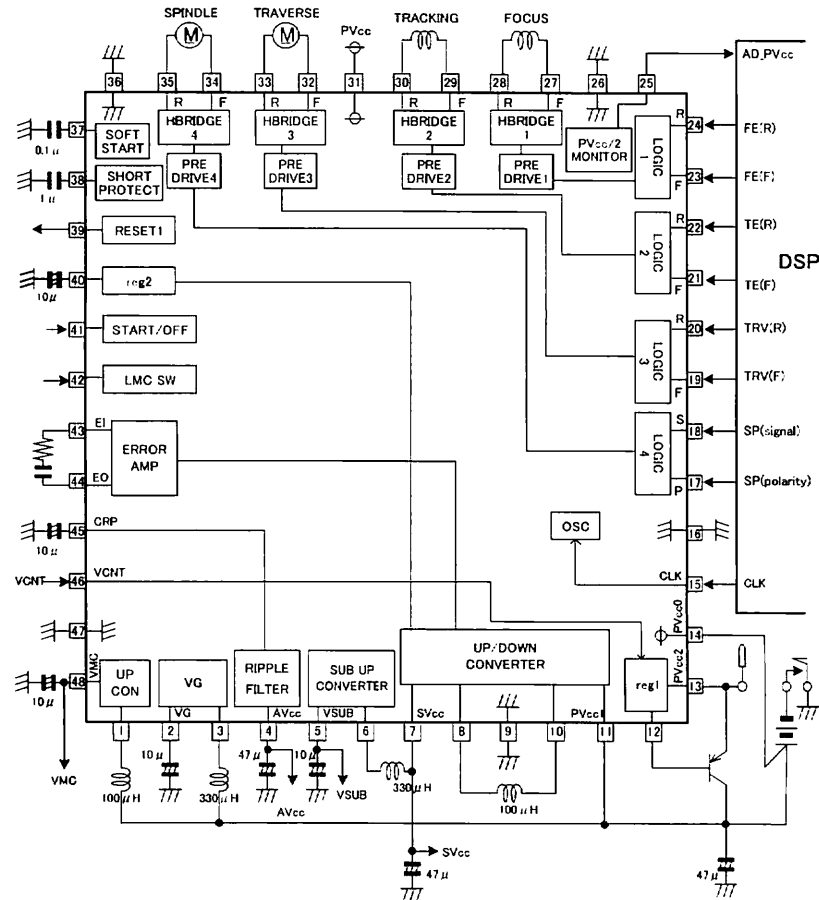 SPINDLE TRAVERSE PVcc TRACKING FOCUS
M M
36 35 34 33 32 31 30 29 28 27 26 25 AD_PVcc
R F R F R F R F
37 SOFT START
0.1μ
HBRIDGE 4
HBRIDGE 3
HBRIDGE 2
HBRIDGE 1
PVcc/2 MONITOR
LOGIC 1
R 24 FE(R)
38 SHORT PROTECT
1μ
PRE DRIVE4
PRE DRIVE3
PRE DRIVE2
PRE DRIVE1
F 23 FE(F)
39 RESET1
LOGIC 2
R 22 TE(R)
DSP
40 reg2
10μ
F 21 TE(F)
41 START/OFF
LOGIC 3
R 20 TRV(R)
42 LMC SW
F 19 TRV(F)
43 EI
ERROR AMP
44 EO
LOGIC 4
S 18 SP(signal)
P 17 SP(polarity)
45 CRP
10μ
OSC
16
VCNT 46 VCNT
CLK 15 CLK
47
PVcc0 14
48 VMC
10μ
UP CON
VG
RIPPLE FILTER
SUB UP CONVERTER
UP/DOWN CONVERTER
reg1
PVcc2 13
VG AVcc VSUB SVcc PVcc1
1 2 3 4 5 6 7 8 9 10 11 12
VMC
100μH
10μ
330μH
47μ
10μ
VSUB
330μH
100μH
AVcc
SVcc
47μ
47μ